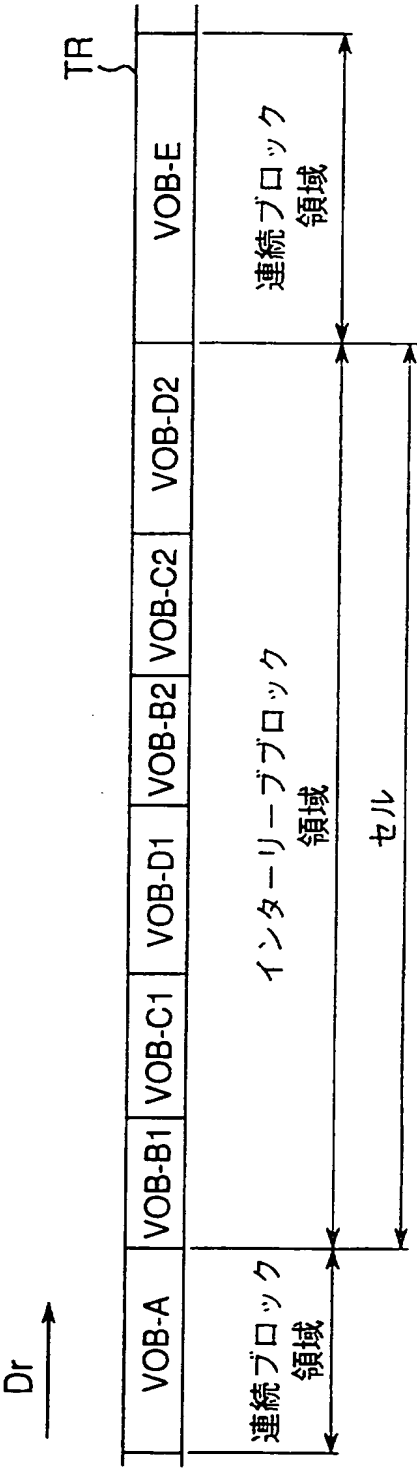 Dr
TR
VOB-A
VOB-B1
VOB-C1
VOB-D1
VOB-B2
VOB-C2
VOB-D2
VOB-E
連続ブロック
領域
インターリーブブロック
領域
連続ブロック
領域
セル